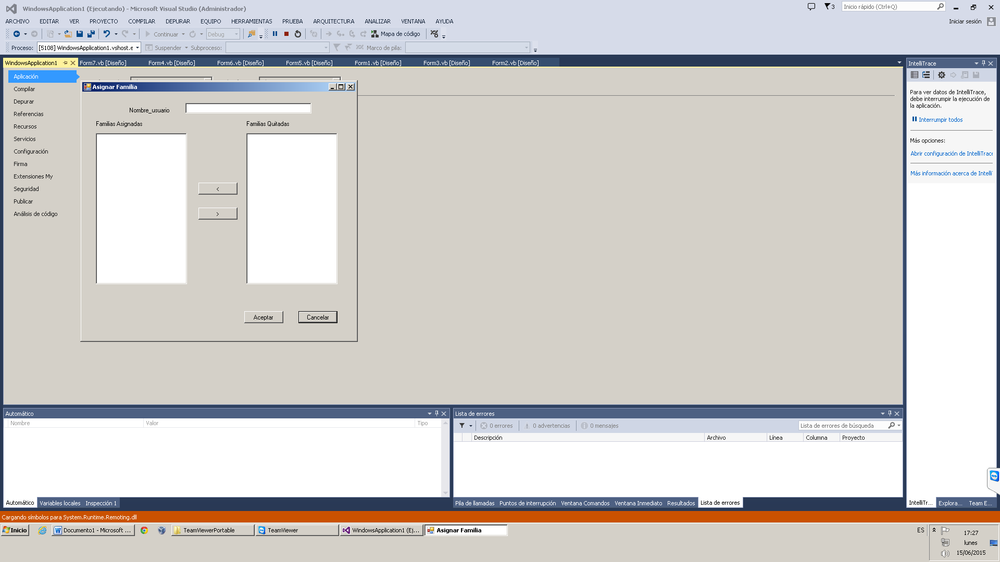 WindowsApplication1 (Ejecutando) - Microsoft Visual Studio (Administrador)
3
Inicio rápido (Ctrl+Q)
ARCHIVO EDITAR VER PROYECTO COMPILAR DEPURAR EQUIPO HERRAMIENTAS PRUEBA ARQUITECTURA ANALIZAR VENTANA AYUDA
Iniciar sesión
Continuar Debug Mapa de código
Proceso: [5108] WindowsApplication1.vshost.e Suspender Subproceso: Marco de pila:
WindowsApplication1 Form7.vb [Diseño] Form4.vb [Diseño] Form6.vb [Diseño] Form5.vb [Diseño] Form1.vb [Diseño] Form3.vb [Diseño] Form2.vb [Diseño]
Aplicación
Compilar
Depurar
Referencias
Recursos
Servicios
Configuración
Firma
Extensiones My
Seguridad
Publicar
Análisis de código
Asignar Familia
Nombre_usuario
Familias Asignadas Familias Quitadas
<
>
Aceptar Cancelar
IntelliTrace
Para ver datos de IntelliTrace,
debe interrumpir la ejecución de
la aplicación.
Interrumpir todos
Más opciones:
Abrir configuración de IntelliTrace
Más información acerca de Intelli
Automático
Nombre Valor Tipo
Automático Variables locales Inspección 1
Lista de errores
0 errores 0 advertencias 0 mensajes
Lista de errores de búsqueda
Descripción Archivo Línea Columna Proyecto
Pila de llamadas Puntos de interrupción Ventana Comandos Ventana Inmediato Resultados Lista de errores
IntelliTr... Explora... Team E...
Cargando símbolos para System.Runtime.Remoting.dll
Inicio Documento1 - Microsoft ... TeamViewerPortable TeamViewer WindowsApplication1 (Ej... Asignar Familia
ES
17:27
lunes
15/06/2015